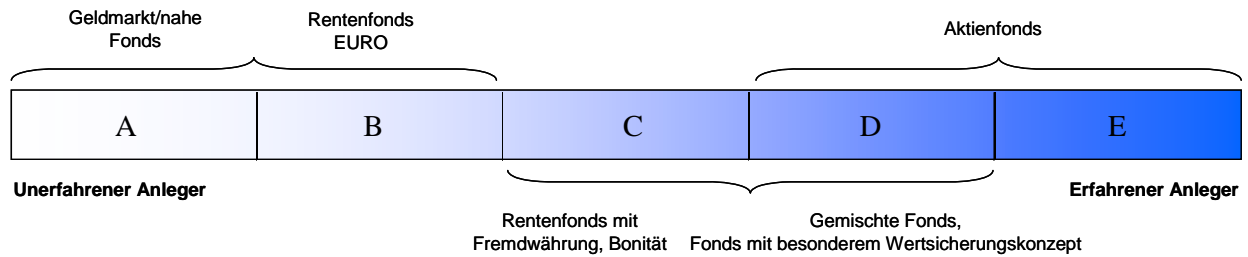 Geldmarkt/nahe
Fonds
Rentenfonds
EURO
Aktienfonds
A
B
C
D
E
Unerfahrener Anleger
Erfahrener Anleger
Rentenfonds mit
Fremdwährung, Bonität
Gemischte Fonds,
Fonds mit besonderem Wertsicherungskonzept